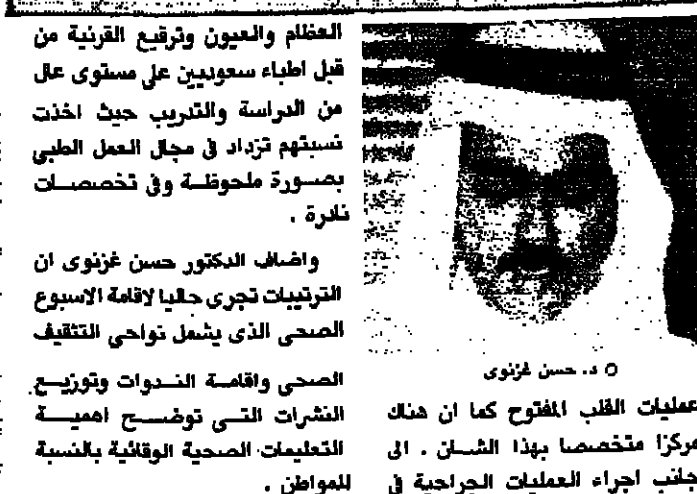 ○ د. حسن غزنوى
عمليات القلب المفتوح كما ان هناك
مركزا متخصصا بهذا الشان . الى
جانب اجراء العمليات الجراحية في
العظام والعيون وترقيع القرنية من
قبل اطباء سعوديين على مستوى عال
من الدراسة والتدريب حيث اخذت
نسبتهم تزداد في مجال العمل الطبي
بصورة ملحوظة وفي تخصصات
نادرة .
واضاف الدكتور حسن غزنوى ان
الترتيبات تجرى حاليا لاقامة الاسبوع
الصحى الذى يشمل نواحي التثقيف
الصحى واقامة الندوات وتوزيع
النشرات التى توضح اهمية
التعليمات الصحية الوقائية بالنسبة
للمواطن .